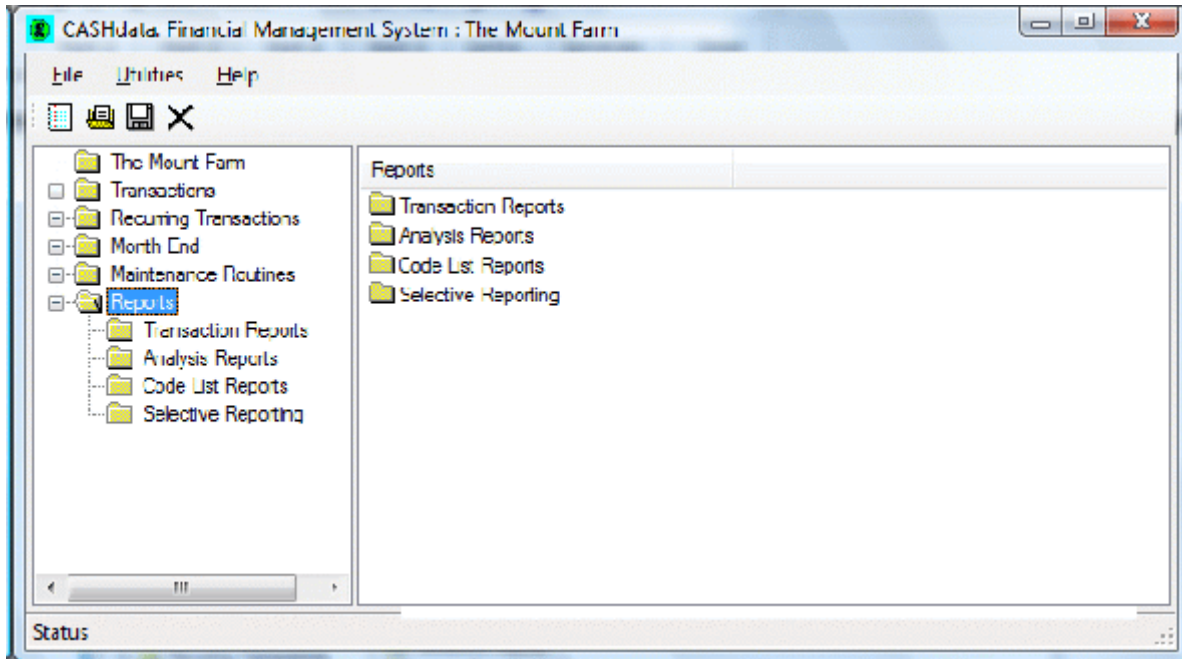 CASHdata Financial Management System : The Mount Farm
File Utilities Help
The Mount Farm
Transactions
Recurring Transactions
Month End
Maintenance Routines
Reports
Transaction Reports
Analysis Reports
Code List Reports
Selective Reporting
Reports
Transaction Reports
Analysis Reports
Code List Reports
Selective Reporting
Status